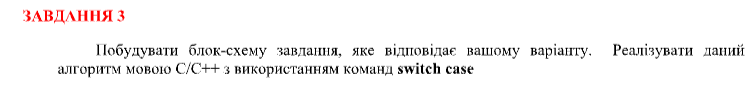 ЗАВДАННЯ 3
Побудувати блок-схему завдання, яке відповідає вашому варіанту. Реалізувати даний
алгоритм мовою С/С++ з використанням команд switch case